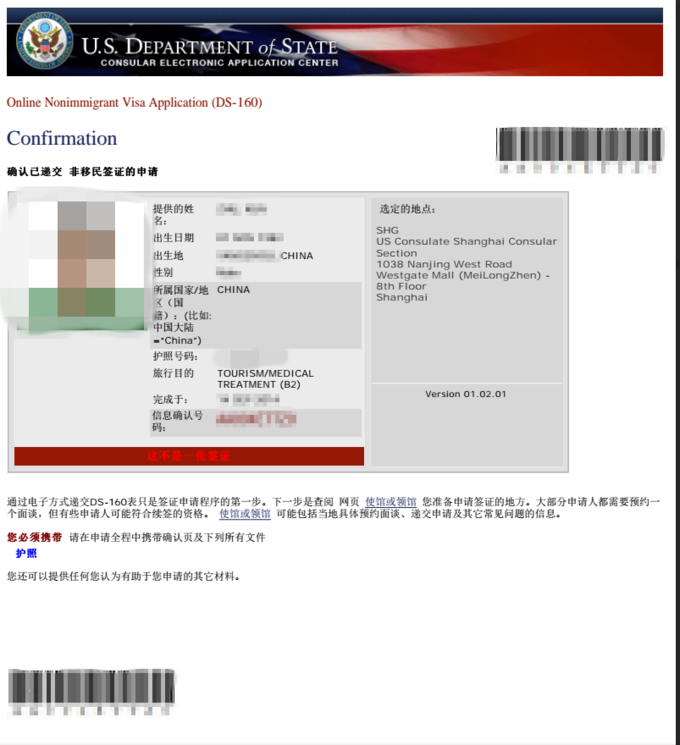 U.S. DEPARTMENT of STATE
CONSULAR ELECTRONIC APPLICATION CENTER
Online Nonimmigrant Visa Application (DS-160)
Confirmation
确认已递交 非移民签证的申请
提供的姓
名：
出生日期
出生地
CHINA
性别
所属国家/地
区（国
籍）：(比如:
中国大陆
="China")
CHINA
护照号码：
旅行目的
TOURISM/MEDICAL
TREATMENT (B2)
完成于：
信息确认号
码：
这不是一张签证
选定的地点：
SHG
US Consulate Shanghai Consular
Section
1038 Nanjing West Road
Westgate Mall (MeiLongZhen) -
8th Floor
Shanghai
Version 01.02.01
通过电子方式递交DS-160表只是签证申请程序的第一步。下一步是查阅 网页 使馆或领馆 您准备申请签证的地方。大部分申请人都需要预约一
个面谈，但有些申请人可能符合续签的资格。 使馆或领馆 可能包括当地具体预约面谈、递交申请及其它常见问题的信息。
您必须携带 请在申请全程中携带确认页及下列所有文件
护照
您还可以提供任何您认为有助于您申请的其它材料。